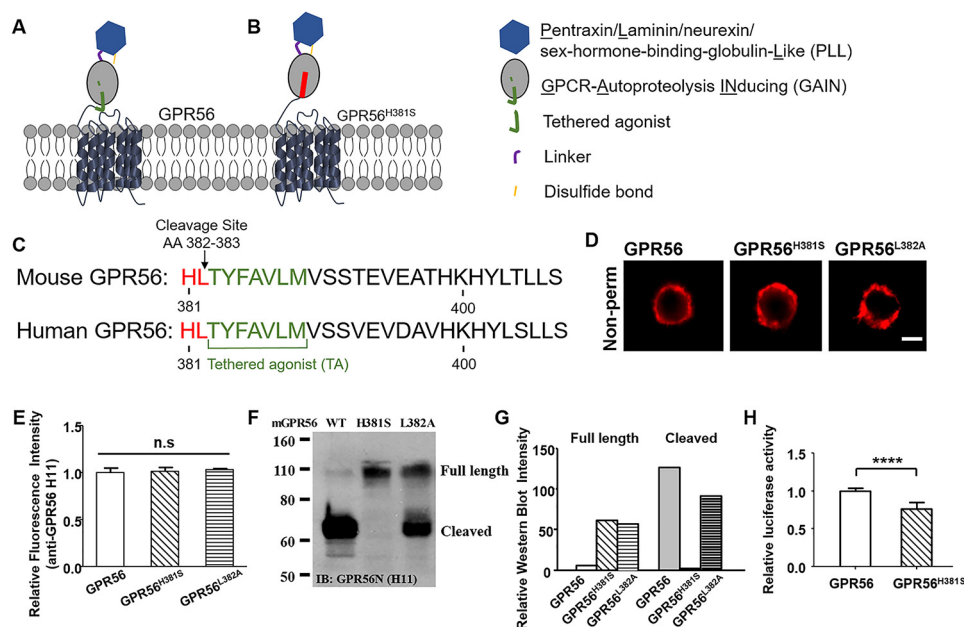 A
B
GPR56
GPR56H381S
Pentraxin/Laminin/neurexin/
sex-hormone-binding-globulin-Like (PLL)
GPCR-Autoproteolysis INducing (GAIN)
Tethered agonist
Linker
Disulfide bond
C
Cleavage Site
AA 382-383
Mouse GPR56: HLTYFAVLMVSSTEVEATHKHYLTLLS
381 400
Human GPR56: HLTYFAVLMVSSVEVDAVHKHYLSLLS
381 Tethered agonist (TA) 400
D
GPR56 GPR56H381S GPR56L382A
Non-perm
E
Relative Fluorescence Intensity
(anti-GPR56 H11)
1.5
1.0
0.5
0.0
n.s
GPR56
GPR56H381S
GPR56L382A
F
mGPR56 WT H381S L382A
160
110
80
60
50
Full length
Cleaved
IB: GPR56N (H11)
G
Relative Western Blot Intensity
150
100
50
0
Full length Cleaved
GPR56
GPR56H381S
GPR56L382A
GPR56
GPR56H381S
GPR56L382A
H
Relative luciferase activity
1.5
1.0
0.5
0.0
****
GPR56 GPR56H381S